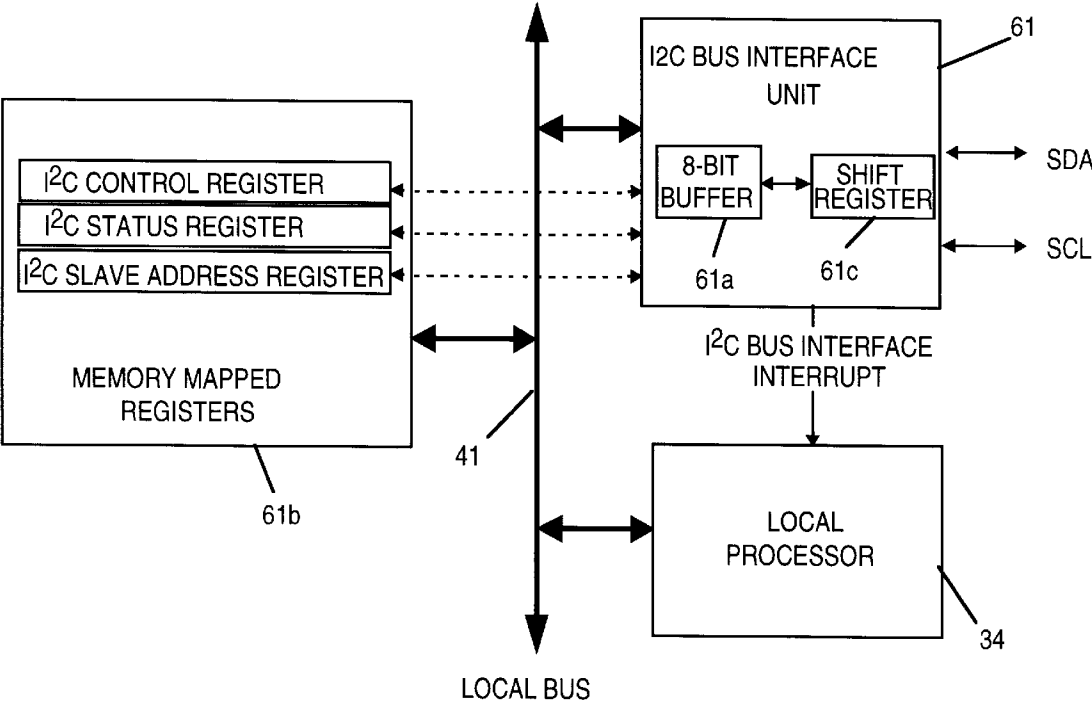 61
I2C BUS INTERFACE
UNIT
8-BIT
BUFFER
SHIFT
REGISTER
61a
61c
SDA
SCL
I²C CONTROL REGISTER
I²C STATUS REGISTER
I²C SLAVE ADDRESS REGISTER
MEMORY MAPPED
REGISTERS
61b
41
I²C BUS INTERFACE
INTERRUPT
LOCAL
PROCESSOR
34
LOCAL BUS